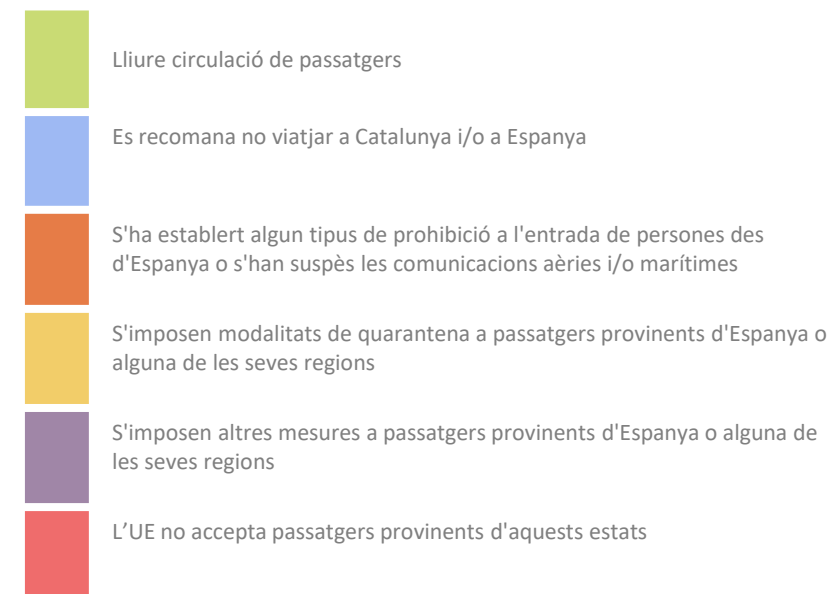 Lliure circulació de passatgers
Es recomana no viatjar a Catalunya i/o a Espanya
S'ha establert algun tipus de prohibició a l'entrada de persones des
d'Espanya o s'han suspès les comunicacions aèries i/o marítimes
S'imposen modalitats de quarantena a passatgers provinents d'Espanya o
alguna de les seves regions
S'imposen altres mesures a passatgers provinents d'Espanya o alguna de
les seves regions
L’UE no accepta passatgers provinents d'aquests estats